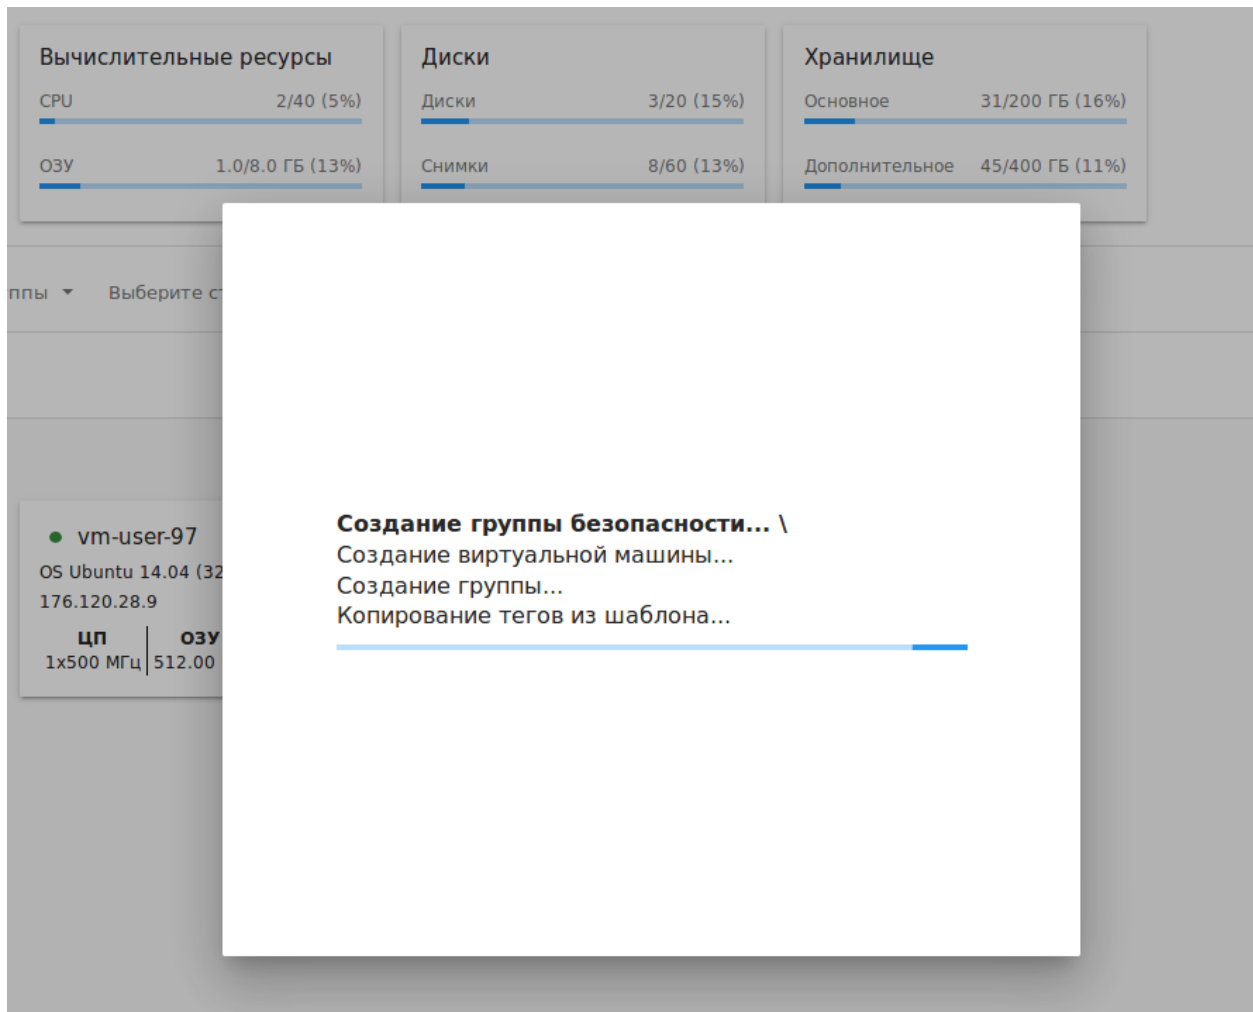 Вычислительные ресурсы
CPU 2/40 (5%)
ОЗУ 1.0/8.0 ГБ (13%)
Диски
Диски 3/20 (15%)
Снимки 8/60 (13%)
Хранилище
Основное 31/200 ГБ (16%)
Дополнительное 45/400 ГБ (11%)
ппы Выберите ст
vm-user-97
OS Ubuntu 14.04 (32
176.120.28.9
ЦП ОЗУ
1x500 МГц 512.00
Создание группы безопасности... \
Создание виртуальной машины...
Создание группы...
Копирование тегов из шаблона...